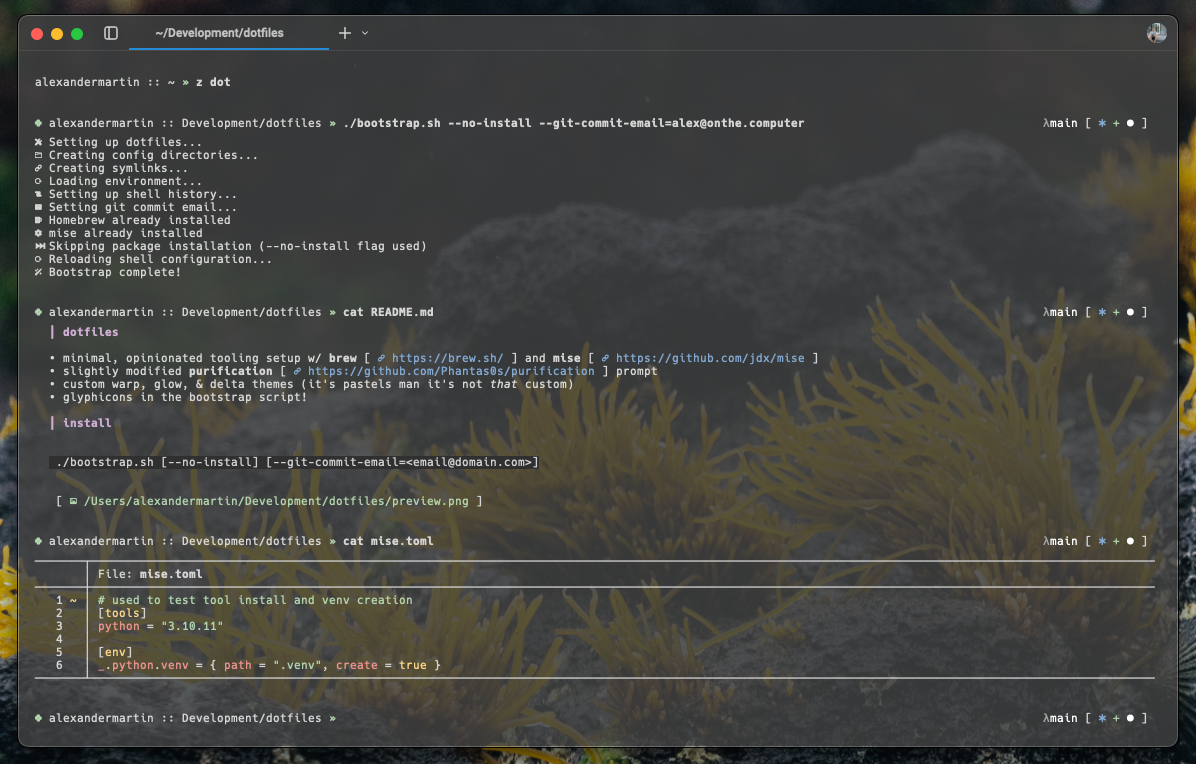 ~/Development/dotfiles
alexandermartin :: ~ » z dot
alexandermartin :: Development/dotfiles » ./bootstrap.sh --no-install --git-commit-email=alex@onthe.computer λmain [ * + ● ]
Setting up dotfiles...
Creating config directories...
Creating symlinks...
Loading environment...
Setting up shell history...
Setting git commit email...
Homebrew already installed
mise already installed
Skipping package installation (--no-install flag used)
Reloading shell configuration...
Bootstrap complete!
alexandermartin :: Development/dotfiles » cat README.md λmain [ * + ● ]
dotfiles
• minimal, opinionated tooling setup w/ brew [ https://brew.sh/ ] and mise [ https://github.com/jdx/mise ]
• slightly modified purification [ https://github.com/Phantas0s/purification ] prompt
• custom warp, glow, & delta themes (it's pastels man it's not that custom)
• glyphicons in the bootstrap script!
install
./bootstrap.sh [--no-install] [--git-commit-email=<email@domain.com>]
[ /Users/alexandermartin/Development/dotfiles/preview.png ]
alexandermartin :: Development/dotfiles » cat mise.toml λmain [ * + ● ]
File: mise.toml
1 ~ # used to test tool install and venv creation
2 [tools]
3 python = "3.10.11"
4
5 [env]
6 _.python.venv = { path = ".venv", create = true }
alexandermartin :: Development/dotfiles » λmain [ * + ● ]